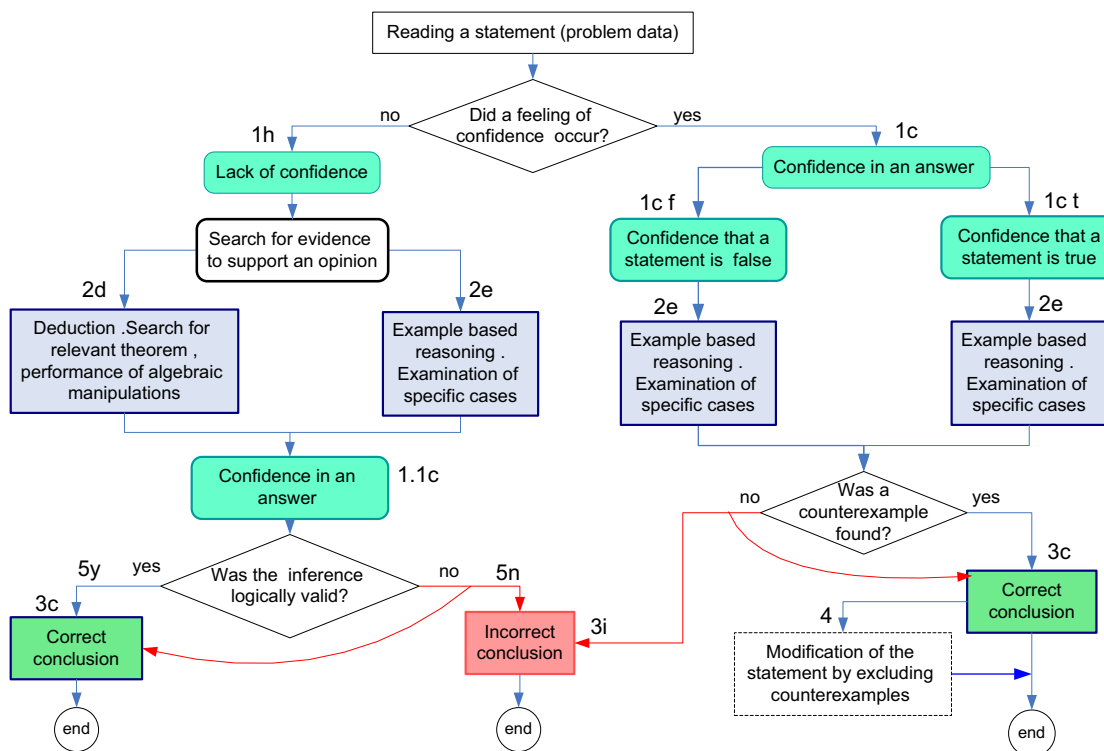 Reading a statement (problem data)
Did a feeling of
confidence occur?
no
yes
1h
1c
Lack of confidence
Confidence in an answer
1c f
1c t
Search for evidence
to support an opinion
Confidence that a
statement is false
Confidence that a
statement is true
2d
2e
2e
2e
Deduction .Search for
relevant theorem ,
performance of algebraic
manipulations
Example based
reasoning .
Examination of
specific cases
Example based
reasoning .
Examination of
specific cases
Example based
reasoning .
Examination of
specific cases
Confidence in an
answer
1.1c
no
Was a
counterexample
found?
yes
5y
yes
Was the inference
logically valid?
no
5n
3c
3c
Correct
conclusion
Incorrect
conclusion
3i
Correct
conclusion
4
Modification of the
statement by excluding
counterexamples
end
end
end